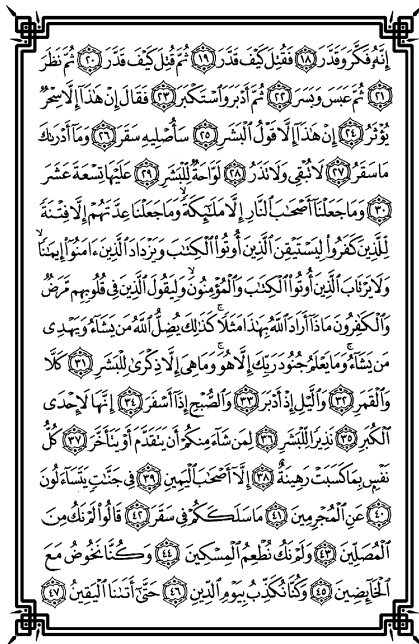 إِنَّهُۥ فَكَّرَ وَقَدَّرَ ﴿١٨﴾ فَقُتِلَ كَيْفَ قَدَّرَ ﴿١٩﴾ ثُمَّ قُتِلَ كَيْفَ قَدَّرَ ﴿٢٠﴾ ثُمَّ نَظَرَ
﴿٢١﴾ ثُمَّ عَبَسَ وَبَسَرَ ﴿٢٢﴾ ثُمَّ أَدْبَرَ وَٱسْتَكْبَرَ ﴿٢٣﴾ فَقَالَ إِنْ هَٰذَآ إِلَّا سِحْرٌ
يُؤْثَرُ ﴿٢٤﴾ إِنْ هَٰذَآ إِلَّا قَوْلُ ٱلْبَشَرِ ﴿٢٥﴾ سَأُصْلِيهِ سَقَرَ ﴿٢٦﴾ وَمَآ أَدْرَىٰكَ
مَا سَقَرُ ﴿٢٧﴾ لَا تُبْقِى وَلَا تَذَرُ ﴿٢٨﴾ لَوَّاحَةٌ لِّلْبَشَرِ ﴿٢٩﴾ عَلَيْهَا تِسْعَةَ عَشَرَ
﴿٣٠﴾ وَمَا جَعَلْنَآ أَصْحَٰبَ ٱلنَّارِ إِلَّا مَلَٰٓئِكَةً وَمَا جَعَلْنَا عِدَّتَهُمْ إِلَّا فِتْنَةً
لِّلَّذِينَ كَفَرُوا۟ لِيَسْتَيْقِنَ ٱلَّذِينَ أُوتُوا۟ ٱلْكِتَٰبَ وَيَزْدَادَ ٱلَّذِينَ ءَامَنُوٓا۟ إِيمَٰنًا
وَلَا يَرْتَابَ ٱلَّذِينَ أُوتُوا۟ ٱلْكِتَٰبَ وَٱلْمُؤْمِنُونَ وَلِيَقُولَ ٱلَّذِينَ فِى قُلُوبِهِم مَّرَضٌ
وَٱلْكَٰفِرُونَ مَاذَآ أَرَادَ ٱللَّهُ بِهَٰذَا مَثَلًا ۚ كَذَٰلِكَ يُضِلُّ ٱللَّهُ مَن يَشَآءُ وَيَهْدِى
مَن يَشَآءُ ۚ وَمَا يَعْلَمُ جُنُودَ رَبِّكَ إِلَّا هُوَ ۚ وَمَا هِىَ إِلَّا ذِكْرَىٰ لِلْبَشَرِ ﴿٣١﴾ كَلَّا
وَٱلْقَمَرِ ﴿٣٢﴾ وَٱلَّيْلِ إِذْ أَدْبَرَ ﴿٣٣﴾ وَٱلصُّبْحِ إِذَآ أَسْفَرَ ﴿٣٤﴾ إِنَّهَا لَإِحْدَى
ٱلْكُبَرِ ﴿٣٥﴾ نَذِيرًا لِّلْبَشَرِ ﴿٣٦﴾ لِمَن شَآءَ مِنكُمْ أَن يَتَقَدَّمَ أَوْ يَتَأَخَّرَ ﴿٣٧﴾ كُلُّ
نَفْسٍۭ بِمَا كَسَبَتْ رَهِينَةٌ ﴿٣٨﴾ إِلَّآ أَصْحَٰبَ ٱلْيَمِينِ ﴿٣٩﴾ فِى جَنَّٰتٍ يَتَسَآءَلُونَ
﴿٤٠﴾ عَنِ ٱلْمُجْرِمِينَ ﴿٤١﴾ مَا سَلَكَكُمْ فِى سَقَرَ ﴿٤٢﴾ قَالُوا۟ لَمْ نَكُ مِنَ
ٱلْمُصَلِّينَ ﴿٤٣﴾ وَلَمْ نَكُ نُطْعِمُ ٱلْمِسْكِينَ ﴿٤٤﴾ وَكُنَّا نَخُوضُ مَعَ
ٱلْخَآئِضِينَ ﴿٤٥﴾ وَكُنَّا نُكَذِّبُ بِيَوْمِ ٱلدِّينِ ﴿٤٦﴾ حَتَّىٰٓ أَتَىٰنَا ٱلْيَقِينُ ﴿٤٧﴾